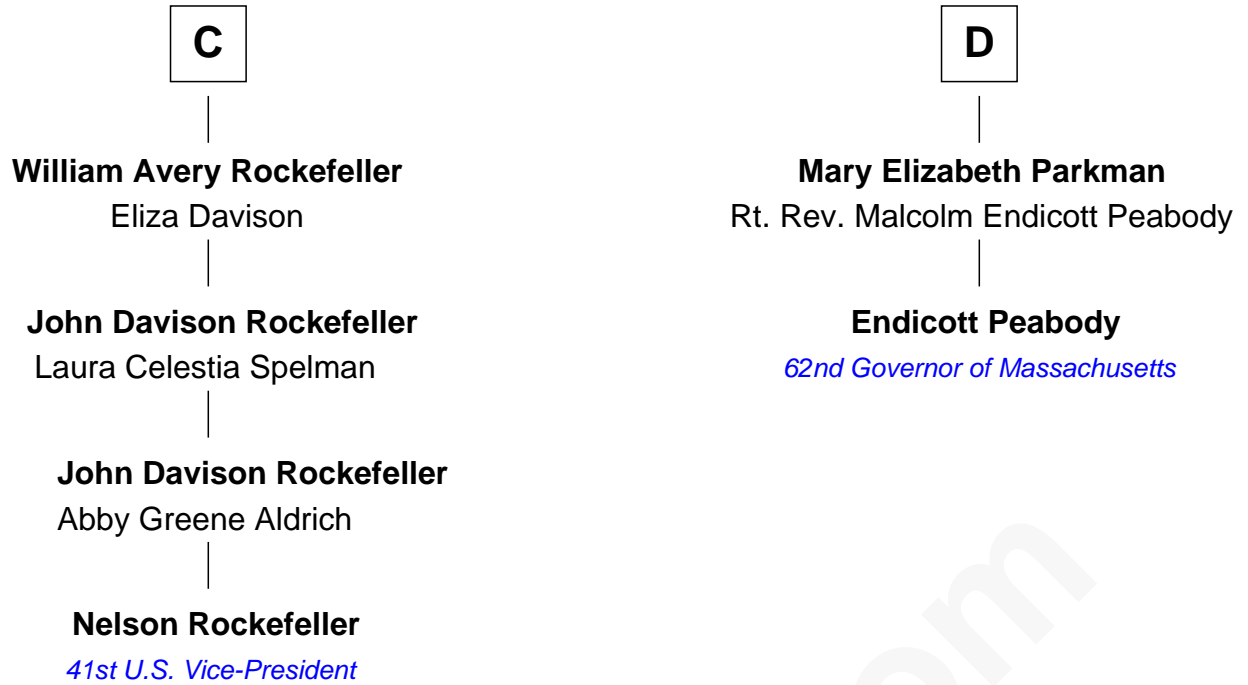 C
William Avery Rockefeller
Eliza Davison
John Davison Rockefeller
Laura Celestia Spelman
John Davison Rockefeller
Abby Greene Aldrich
Nelson Rockefeller
41st U.S. Vice-President
D
Mary Elizabeth Parkman
Rt. Rev. Malcolm Endicott Peabody
Endicott Peabody
62nd Governor of Massachusetts
om